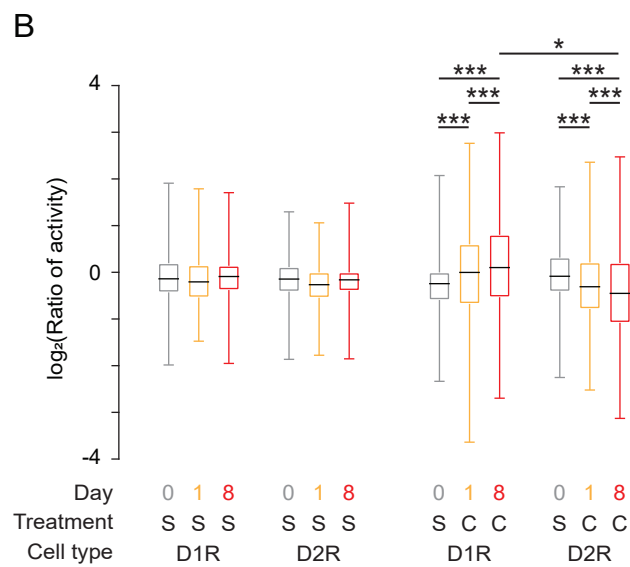 B
*
*** ***
*** ***
*** ***
4
0
-4
log₂(Ratio of activity)
Day 0 1 8 0 1 8 0 1 8 0 1 8
Treatment S S S S S S S C C S C C
Cell type D1R D2R D1R D2R